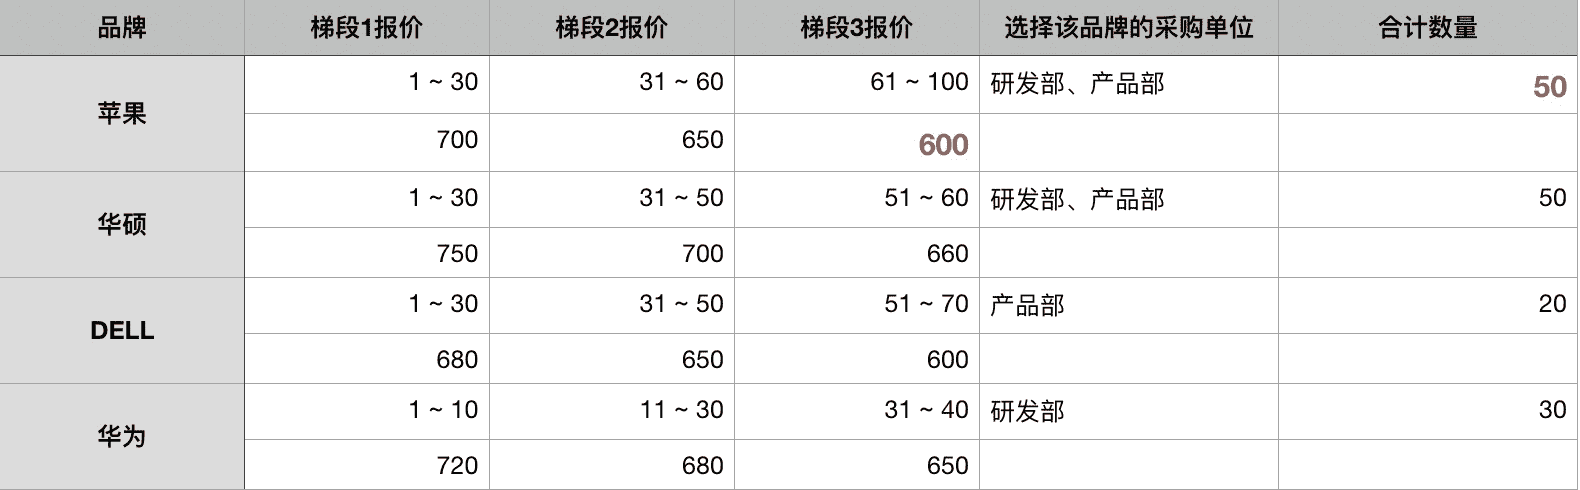 品牌 梯段1报价 梯段2报价 梯段3报价 选择该品牌的采购单位 合计数量
苹果 1 ~ 30 31 ~ 60 61 ~ 100 研发部、产品部 50
700 650 600
华硕 1 ~ 30 31 ~ 50 51 ~ 60 研发部、产品部 50
750 700 660
DELL 1 ~ 30 31 ~ 50 51 ~ 70 产品部 20
680 650 600
华为 1 ~ 10 11 ~ 30 31 ~ 40 研发部 30
720 680 650